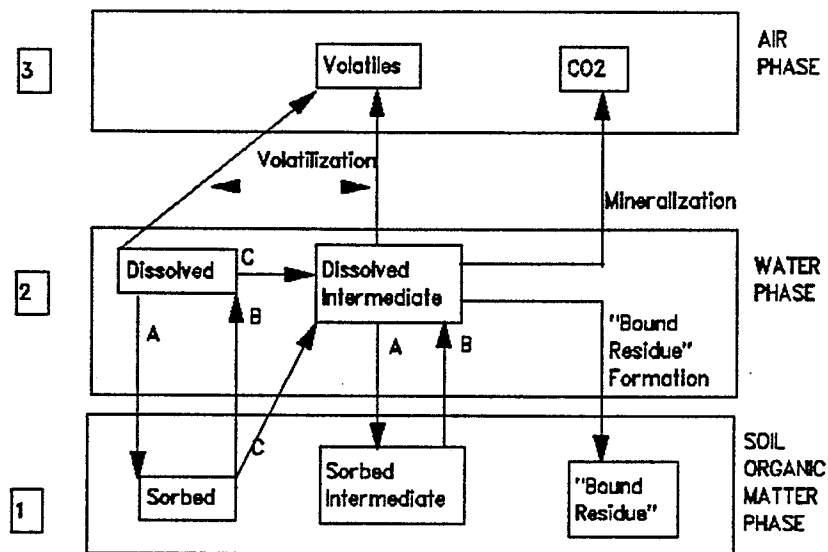 3
Volatiles
CO2
AIR
PHASE
Volatilization
Mineralization
2
Dissolved
C
Dissolved
Intermediate
WATER
PHASE
A
B
A
B
"Bound
Residue"
Formation
C
1
Sorbed
Sorbed
Intermediate
"Bound
Residue"
SOIL
ORGANIC
MATTER
PHASE